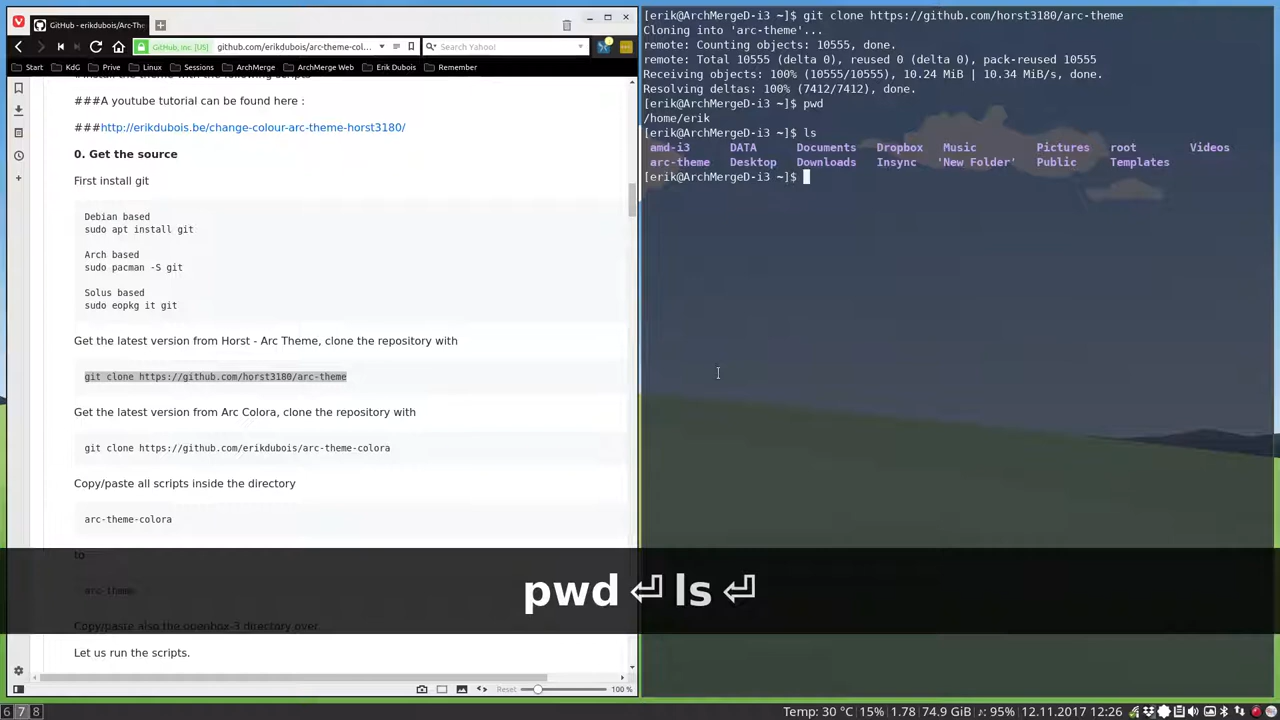 GitHub - erikdubois/Arc-The
GitHub, Inc. [US]
github.com/erikdubois/arc-theme-col...
Search Yahoo!
Start
KdG
Prive
Linux
Sessions
ArchMerge
ArchMerge Web
Erik Dubois
Remember
###A youtube tutorial can be found here :
###http://erikdubois.be/change-colour-arc-theme-horst3180/
0. Get the source
First install git
Debian based
sudo apt install git
Arch based
sudo pacman -S git
Solus based
sudo eopkg it git
Get the latest version from Horst - Arc Theme, clone the repository with
git clone https://github.com/horst3180/arc-theme
Get the latest version from Arc Colora, clone the repository with
git clone https://github.com/erikdubois/arc-theme-colora
Copy/paste all scripts inside the directory
arc-theme-colora
to
arc-theme
Copy/paste also the openbox-3 directory over.
Let us run the scripts.
Reset:
100 %
[erik@ArchMergeD-i3 ~]$ git clone https://github.com/horst3180/arc-theme
Cloning into 'arc-theme'...
remote: Counting objects: 10555, done.
remote: Total 10555 (delta 0), reused 0 (delta 0), pack-reused 10555
Receiving objects: 100% (10555/10555), 10.24 MiB | 10.34 MiB/s, done.
Resolving deltas: 100% (7412/7412), done.
[erik@ArchMergeD-i3 ~]$ pwd
/home/erik
[erik@ArchMergeD-i3 ~]$ ls
amd-i3 DATA Documents Dropbox Music Pictures root Videos
arc-theme Desktop Downloads Insync 'New Folder' Public Templates
[erik@ArchMergeD-i3 ~]$
pwd ⏎ ls ⏎
6 7 8
Temp: 30 °C | 15% | 1.78 | 74.9 GiB | ♪: 95% | 12.11.2017 12:26